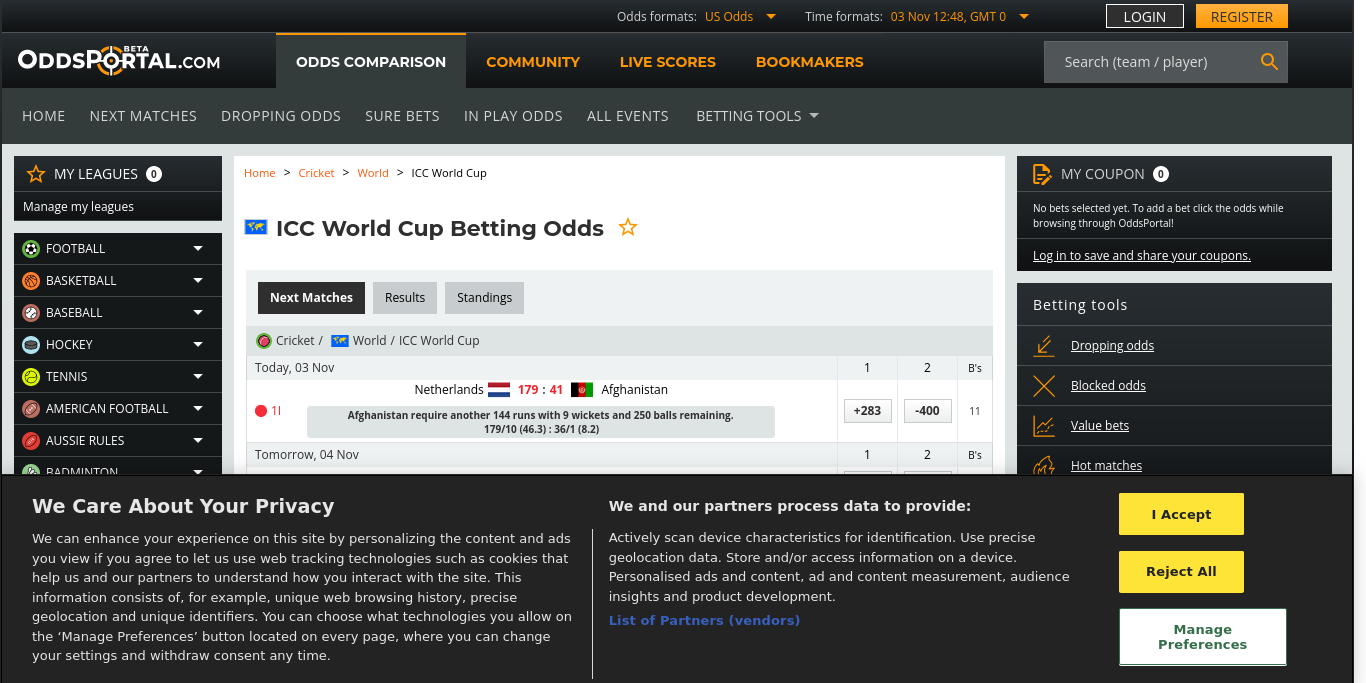 Odds formats: US Odds
Time formats: 03 Nov 12:48, GMT 0
LOGIN
REGISTER
ODDSPORTAL.COM
BETA
ODDS COMPARISON
COMMUNITY
LIVE SCORES
BOOKMAKERS
Search (team / player)
HOME
NEXT MATCHES
DROPPING ODDS
SURE BETS
IN PLAY ODDS
ALL EVENTS
BETTING TOOLS
MY LEAGUES 0
Manage my leagues
FOOTBALL
BASKETBALL
BASEBALL
HOCKEY
TENNIS
AMERICAN FOOTBALL
AUSSIE RULES
BADMINTON
Home > Cricket > World > ICC World Cup
ICC World Cup Betting Odds
Next Matches
Results
Standings
Cricket / World / ICC World Cup
Today, 03 Nov 1 2 B's
Netherlands 179 : 41 Afghanistan
1I
Afghanistan require another 144 runs with 9 wickets and 250 balls remaining.
179/10 (46.3) : 36/1 (8.2)
+283 -400 11
Tomorrow, 04 Nov 1 2 B's
MY COUPON 0
No bets selected yet. To add a bet click the odds while
browsing through OddsPortal!
Log in to save and share your coupons.
Betting tools
Dropping odds
Blocked odds
Value bets
Hot matches
We Care About Your Privacy
We can enhance your experience on this site by personalizing the content and ads
you view if you agree to let us use web tracking technologies such as cookies that
help us and our partners to understand how you interact with the site. This
information consists of, for example, unique web browsing history, precise
geolocation and unique identifiers. You can choose what technologies you allow on
the ‘Manage Preferences’ button located on every page, where you can change
your settings and withdraw consent any time.
We and our partners process data to provide:
Actively scan device characteristics for identification. Use precise
geolocation data. Store and/or access information on a device.
Personalised ads and content, ad and content measurement, audience
insights and product development.
List of Partners (vendors)
I Accept
Reject All
Manage
Preferences